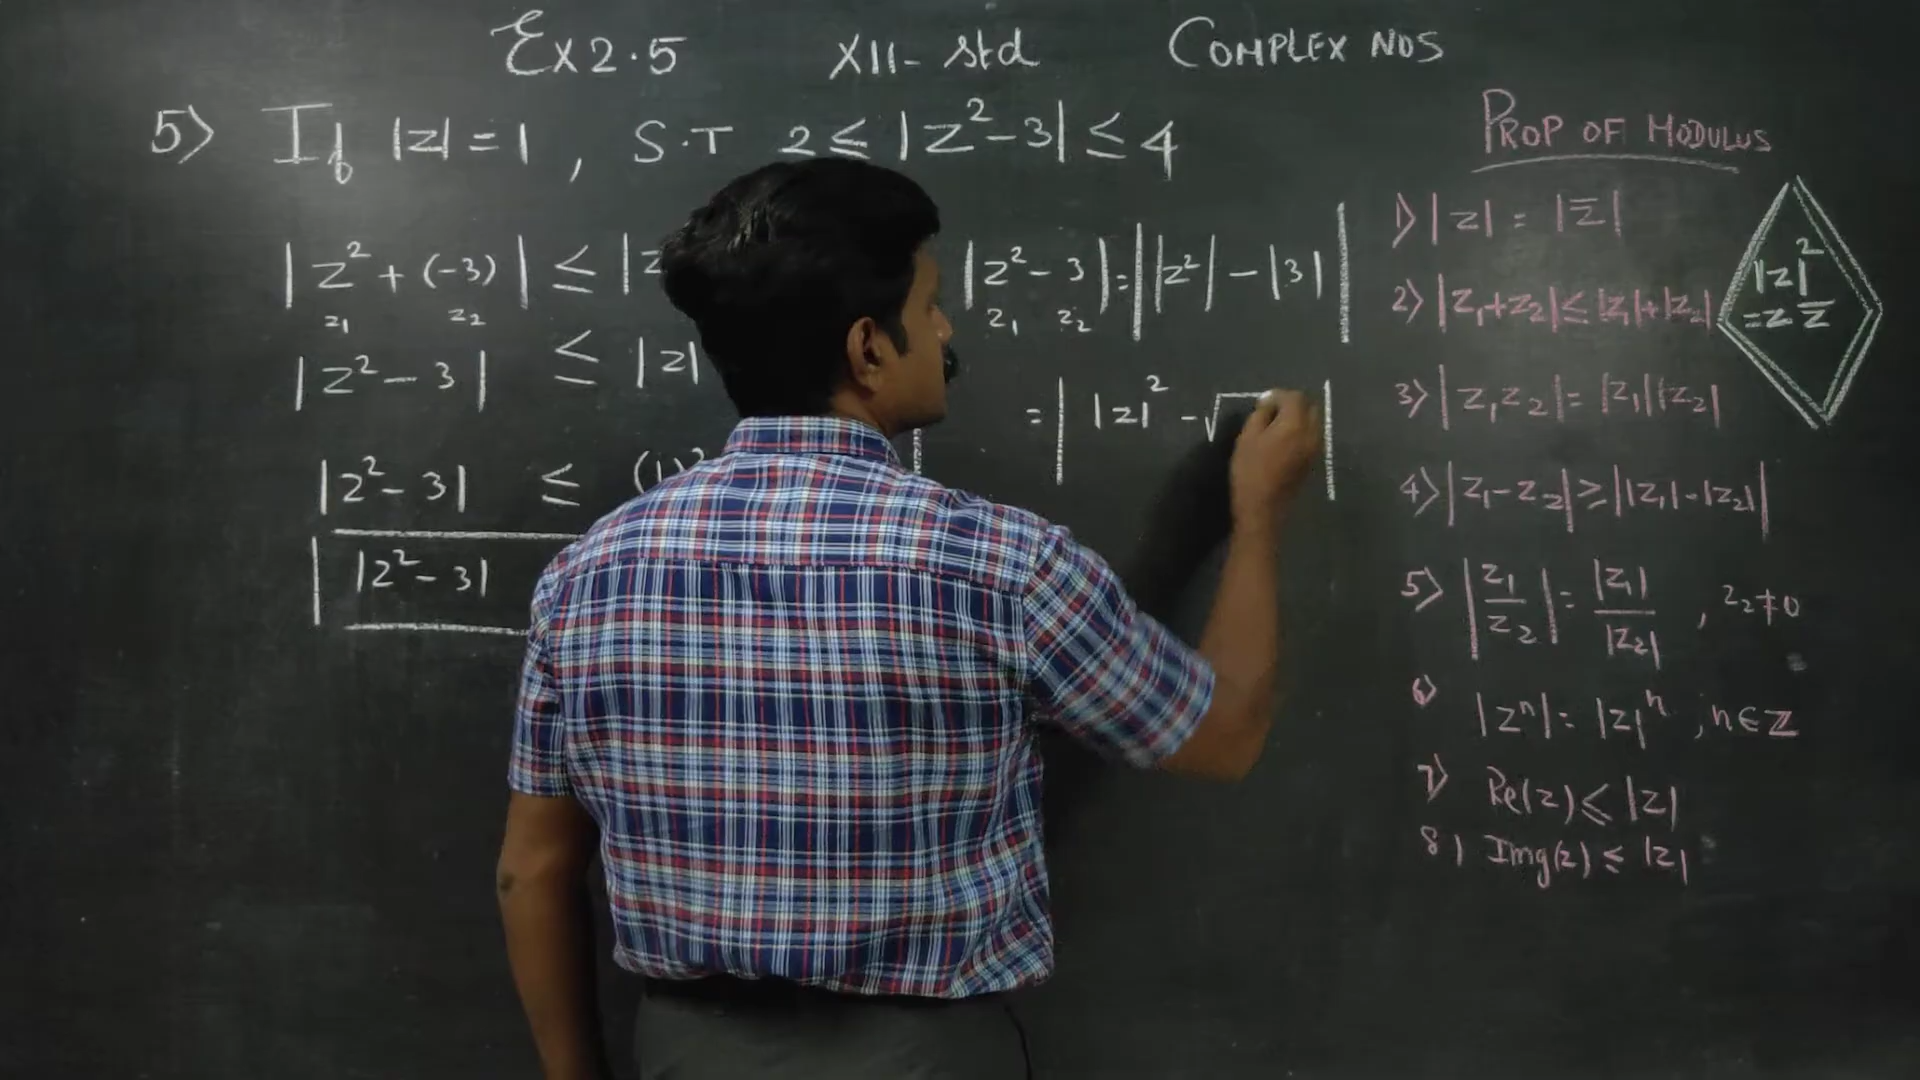 Ex 2.5 XII- std COMPLEX NOS
5) If |z| = 1 , S.T 2 ≤ |z²-3| ≤ 4
|z² + (-3)| ≤ |z
z₁ z₂
|z² - 3| ≤ |z|
|z² - 3| ≤ (1)²
|z² - 3|
|z² - 3| = ||z²| - |3||
z₁ z₂
= | |z|² - √ |
PROP OF MODULUS
1) |z| = |z̅|
2) |z₁+z₂| ≤ |z₁|+|z₂|
3) |z₁z₂| = |z₁||z₂|
4) |z₁-z₂| ≥ ||z₁|-|z₂||
5) |z₁/z₂| = |z₁|/|z₂| , z₂≠0
6) |zⁿ| = |z|ⁿ , n∈Z
7) Re(z) ≤ |z|
8) Img(z) ≤ |z|
|z|²
= z z̅